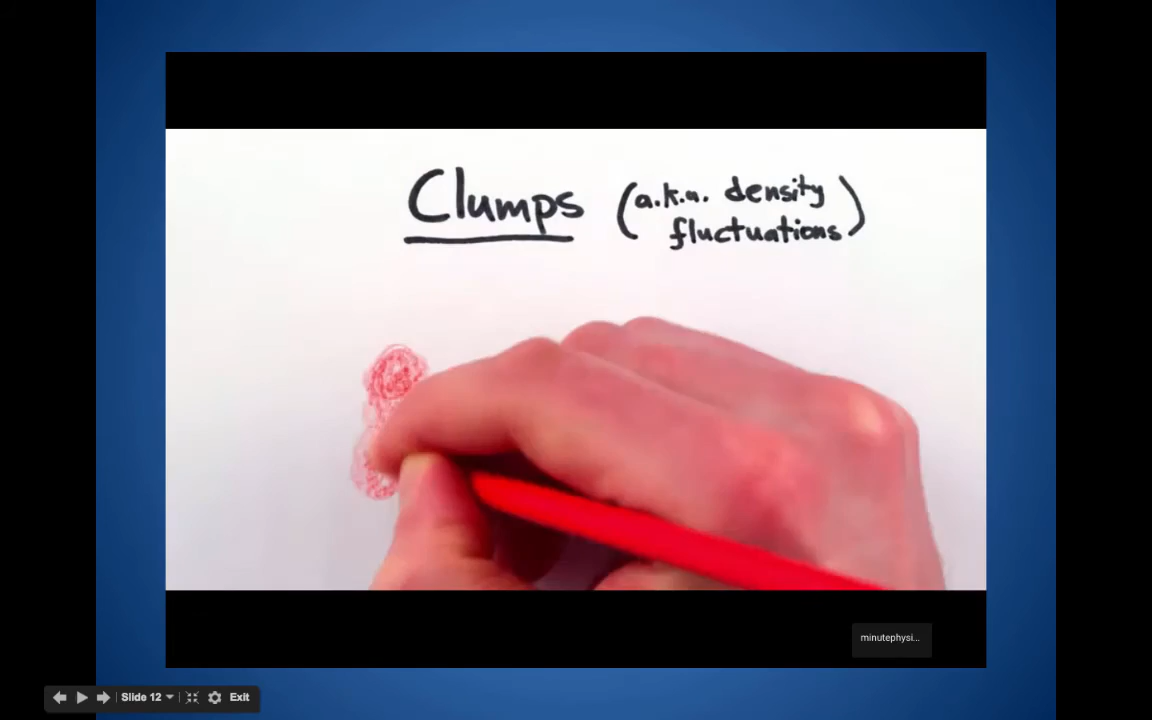 Clumps (a.k.a. density
fluctuations)
minutephysi...
Slide 12
Exit